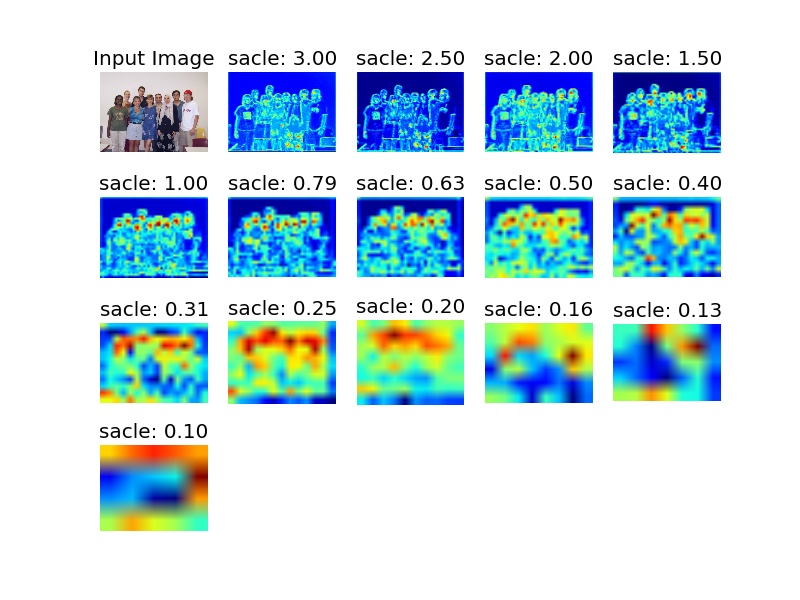 Input Image sacle: 3.00 sacle: 2.50 sacle: 2.00 sacle: 1.50
sacle: 1.00 sacle: 0.79 sacle: 0.63 sacle: 0.50 sacle: 0.40
sacle: 0.31 sacle: 0.25 sacle: 0.20 sacle: 0.16 sacle: 0.13
sacle: 0.10